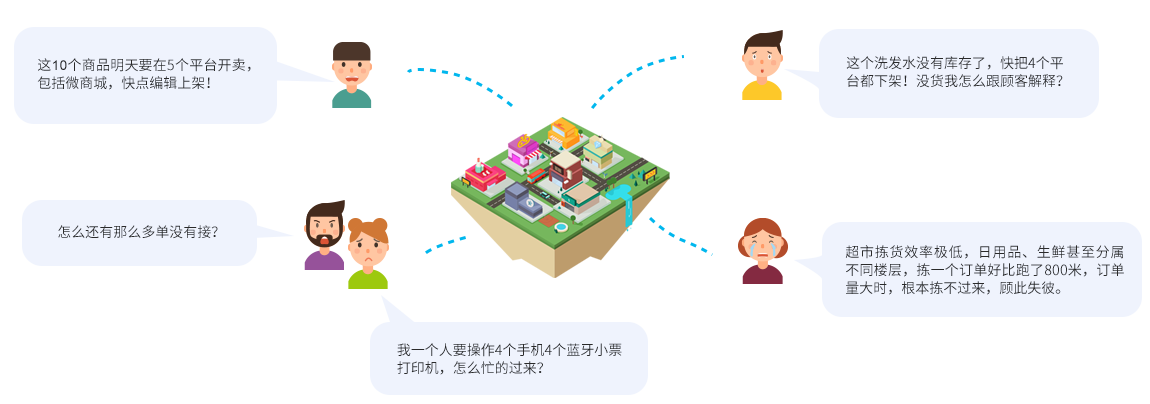 这10个商品明天要在5个平台开卖，
包括微商城，快点编辑上架！
这个洗发水没有库存了，快把4个平
台都下架！没货我怎么跟顾客解释？
怎么还有那么多单没有接？
超市拣货效率极低，日用品、生鲜甚至分属
不同楼层，拣一个订单好比跑了800米，订单
量大时，根本拣不过来，顾此失彼。
我一个人要操作4个手机4个蓝牙小票
打印机，怎么忙的过来？